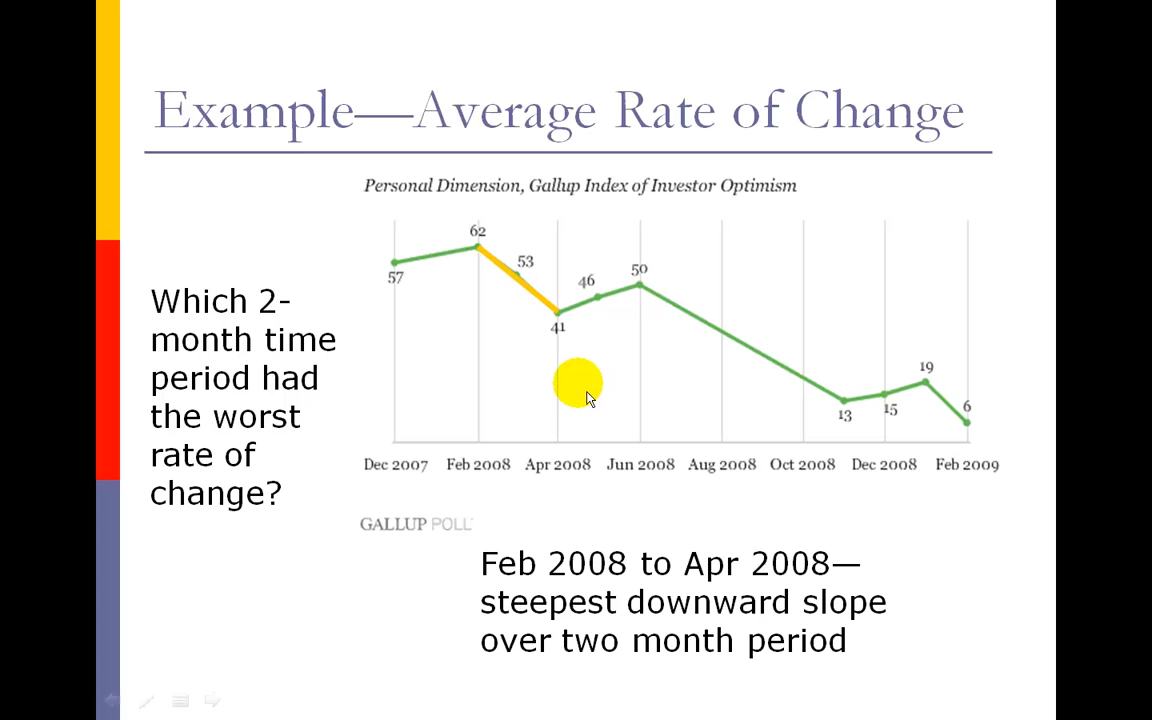 Example—Average Rate of Change
Personal Dimension, Gallup Index of Investor Optimism
Which 2-
month time
period had
the worst
rate of
change?
57
62
53
41
46
50
13
15
19
6
Dec 2007 Feb 2008 Apr 2008 Jun 2008 Aug 2008 Oct 2008 Dec 2008 Feb 2009
GALLUP POLL
Feb 2008 to Apr 2008—
steepest downward slope
over two month period